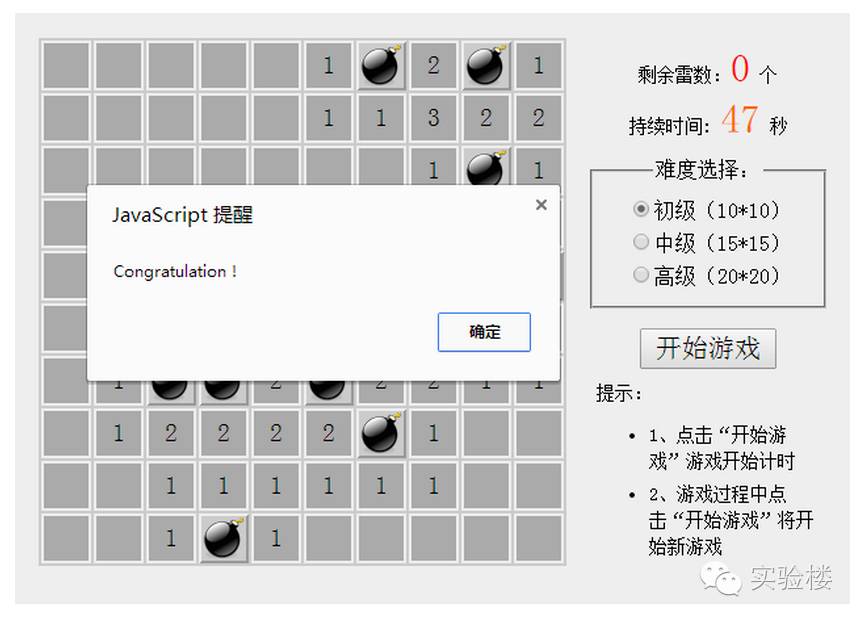 1 2 1
1 1 3 2 2
1 1
1 2 2 1 1
1 2 2 2 2 1
1 1 1 1 1 1
1 1
JavaScript 提醒
×
Congratulation !
确定
剩余雷数：0 个
持续时间：47 秒
难度选择：
初级（10*10）
中级（15*15）
高级（20*20）
开始游戏
提示：
• 1、点击“开始游
戏”游戏开始计时
• 2、游戏过程中点
击“开始游戏”将开
始新游戏
实验楼